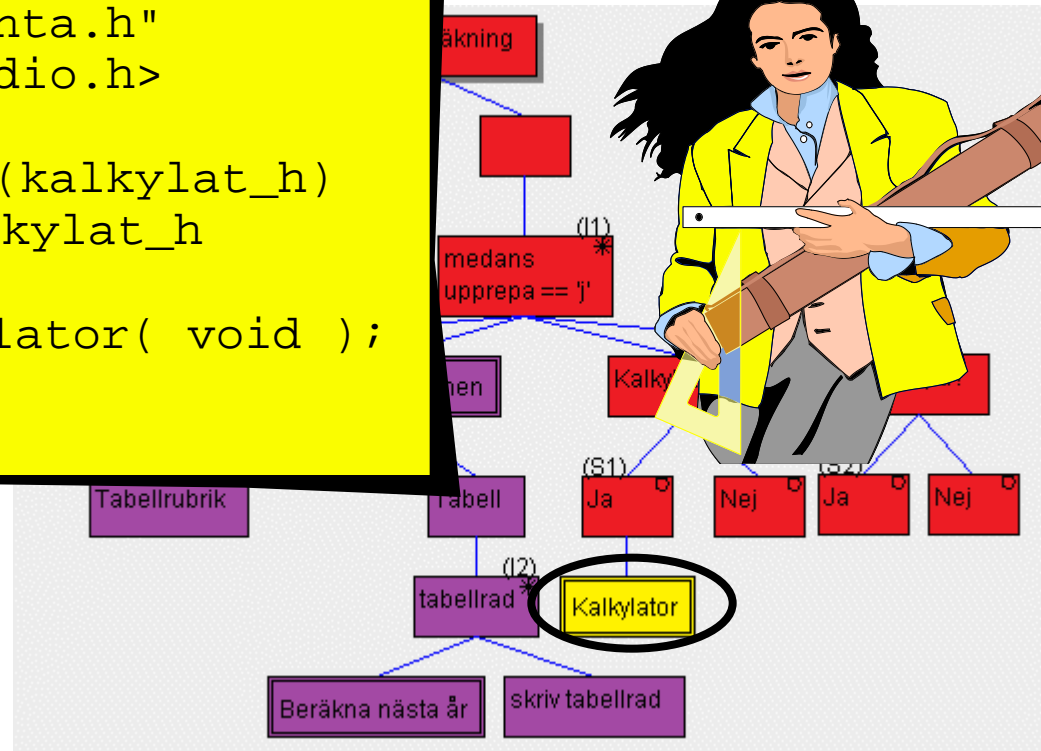 nta.h"
dio.h>
(kalkylat_h)
kylat_h
lator( void );
äkning
(I1)
*
medans
upprepa == 'j'
nen
Kalky
(S1)
(S2)
Tabellrubrik
Tabell
Ja
Nej
Ja
Nej
(I2)
*
tabellrad
Kalkylator
Beräkna nästa år
skriv tabellrad